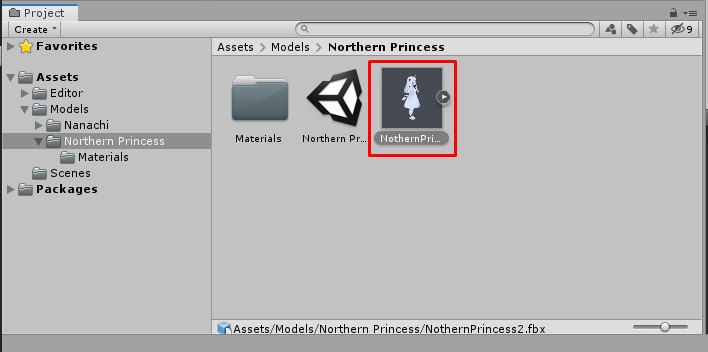 Project
Create
9
Favorites
Assets > Models > Northern Princess
Assets
Editor
Models
Nanachi
Northern Princess
Materials
Scenes
Packages
Materials
Northern Pr...
NothernPri...
Assets/Models/Northern Princess/NothernPrincess2.fbx